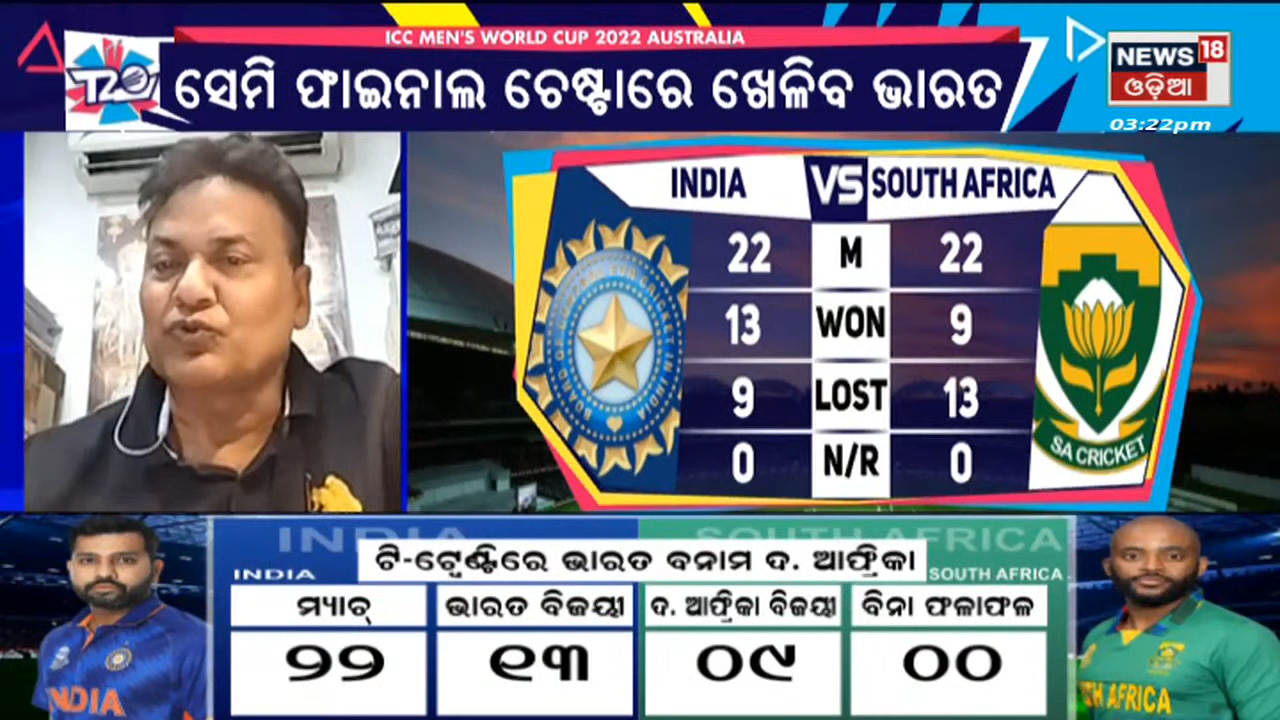 ICC MEN'S WORLD CUP 2022 AUSTRALIA
T20
ସେମି ଫାଇନାଲ ଚେଷ୍ଟାରେ ଖେଳିବ ଭାରତ
NEWS 18
ଓଡ଼ିଆ
03:22pm
INDIA VS SOUTH AFRICA
22 M 22
13 WON 9
9 LOST 13
0 N/R 0
SA CRICKET
INDIA SOUTH AFRICA
ଟି-ଟ୍ୱେଣ୍ଟିରେ ଭାରତ ବନାମ ଦ. ଆଫ୍ରିକା
INDIA SOUTH AFRICA
ମ୍ୟାଚ୍ ଭାରତ ବିଜୟୀ ଦ. ଆଫ୍ରିକା ବିଜୟୀ ବିନା ଫଳାଫଳ
୨୨ ୧୩ ୦୯ ୦୦
INDIA
SOUTH AFRICA